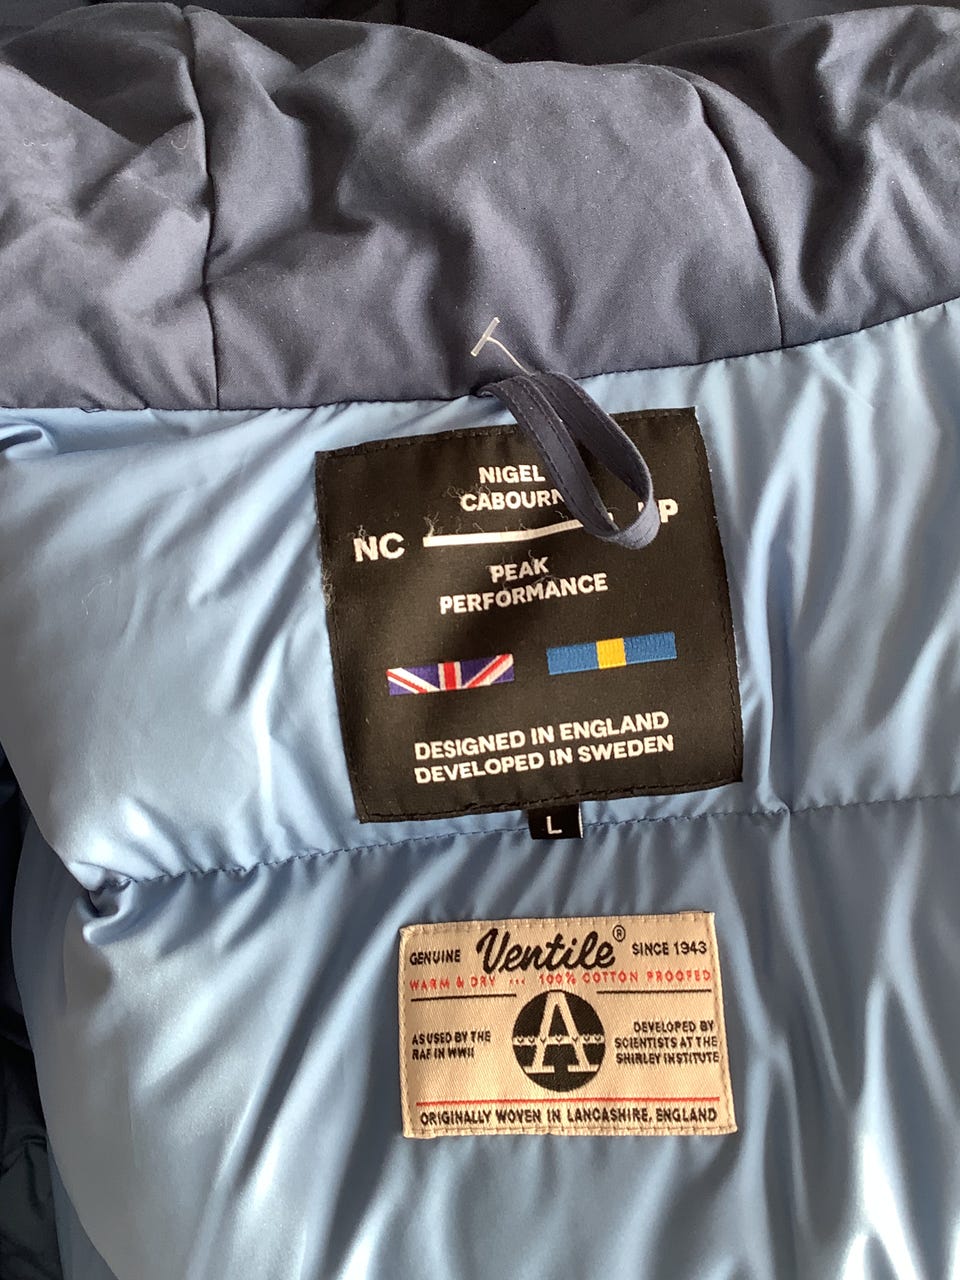 NIGEL
CABOURN
NC P
PEAK
PERFORMANCE
DESIGNED IN ENGLAND
DEVELOPED IN SWEDEN
L
GENUINE Ventile® SINCE 1943
WARM & DRY ... 100% COTTON PROOFED
A
AS USED BY THE
RAF IN WWII
DEVELOPED BY
SCIENTISTS AT THE
SHIRLEY INSTITUTE
ORIGINALLY WOVEN IN LANCASHIRE, ENGLAND